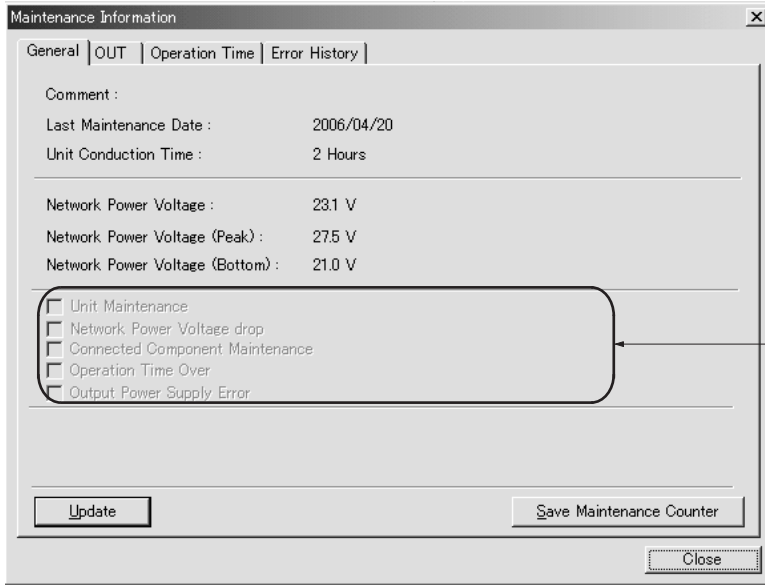 Maintenance Information
General OUT Operation Time Error History
Comment :
Last Maintenance Date : 2006/04/20
Unit Conduction Time : 2 Hours
Network Power Voltage : 23.1 V
Network Power Voltage (Peak) : 27.5 V
Network Power Voltage (Bottom) : 21.0 V
Unit Maintenance
Network Power Voltage drop
Connected Component Maintenance
Operation Time Over
Output Power Supply Error
Update Save Maintenance Counter
Close